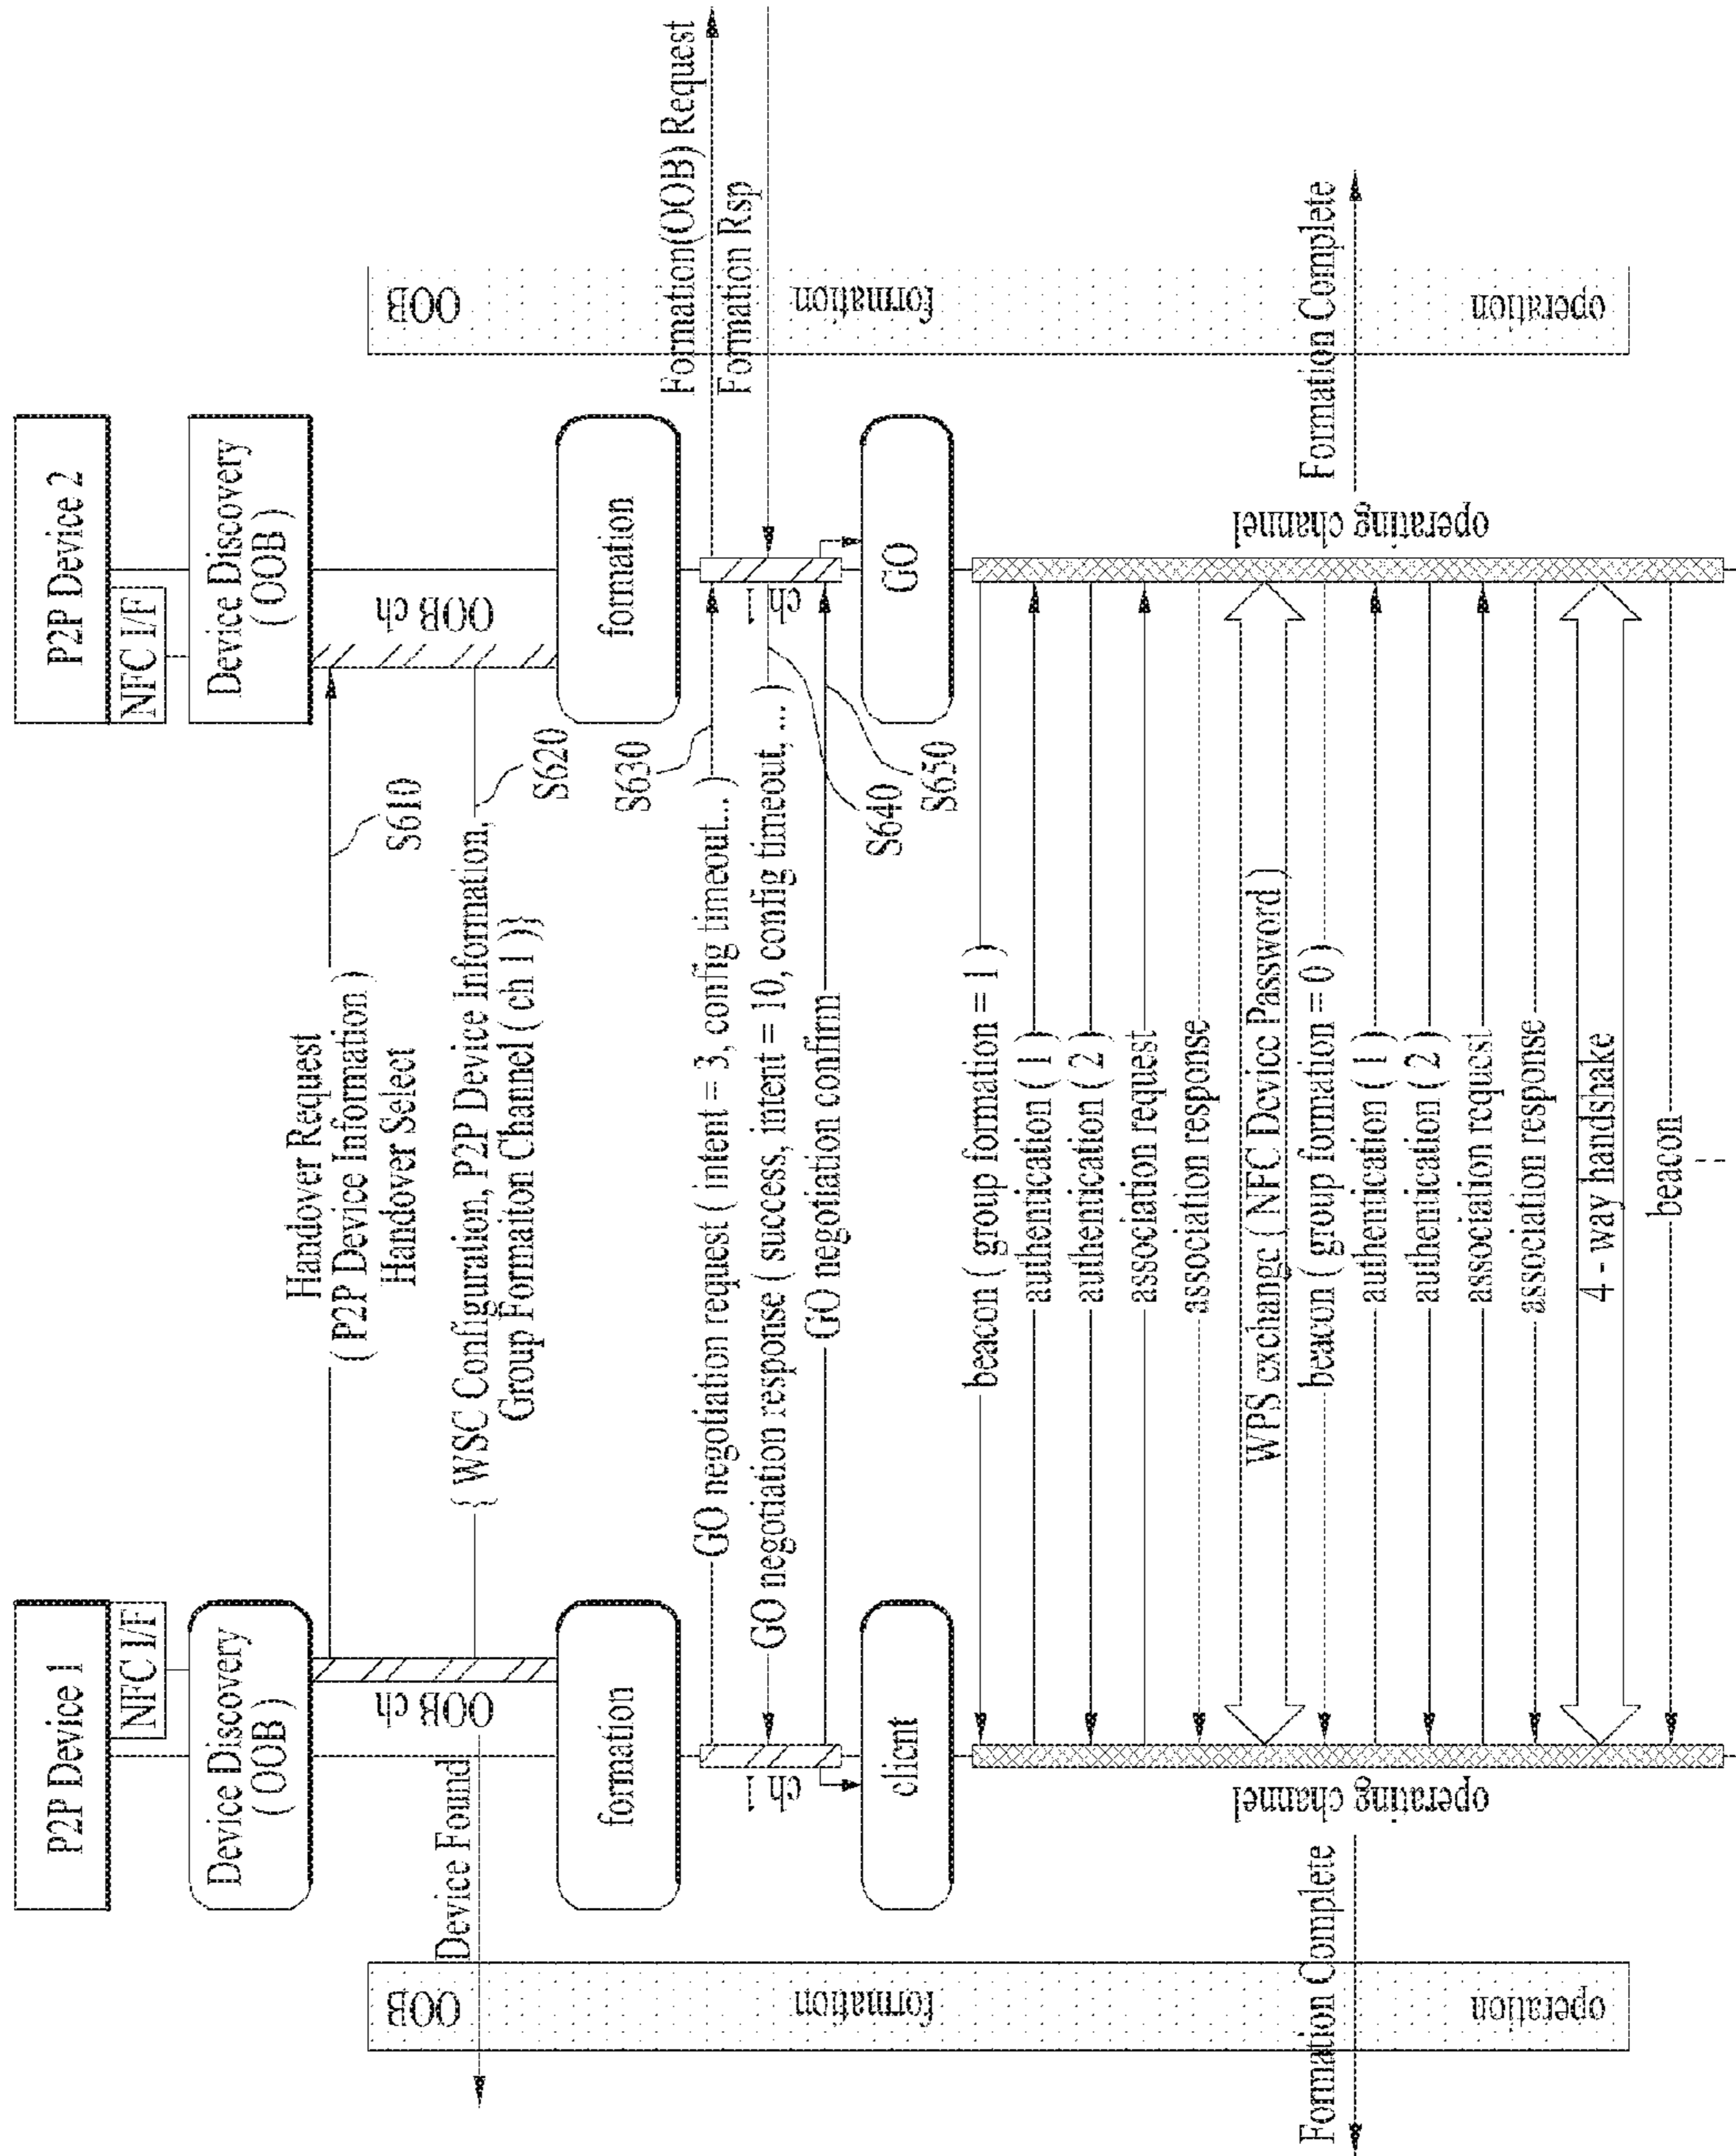 P2P Device 1
NFC I/F
P2P Device 2
NFC I/F
Device Discovery
( OOB )
Device Discovery
( OOB )
OOB
OOB
Handover Request
( P2P Device Information )
Handover Select
S610
OOB ch
OOB ch
Device Found
{ WSC Configuration, P2P Device Information,
Group Formaiton Channel ( ch 1 )}
S620
formation
formation
S630
GO negotiation request ( intent = 3, config timeout... )
Formation(OOB) Request
GO negotiation response ( success, intent = 10, config timeout, ... )
Formation Rsp
ch 1
ch 1
GO negotiation confirm
S640
S650
formation
formation
client
GO
beacon ( group formation = 1 )
authentication ( 1 )
authentication ( 2 )
association request
association response
WPS exchange ( NFC Device Password )
beacon ( group formation = 0 )
operating channel
operating channel
Formation Complete
Formation Complete
authentication ( 1 )
authentication ( 2 )
association request
association response
operation
operation
4 - way handshake
beacon